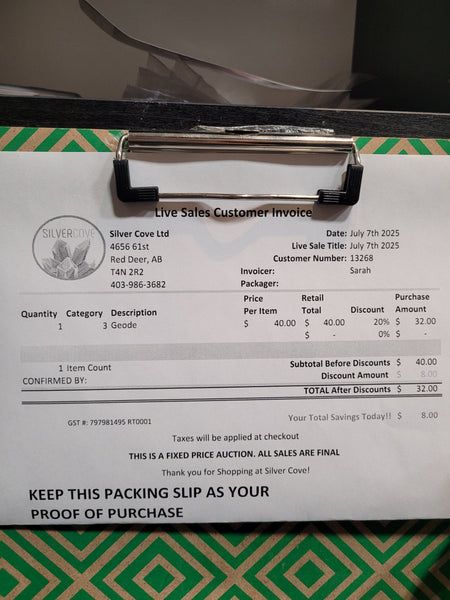 Live Sales Customer Invoice
SILVERCOVE
Silver Cove Ltd
4656 61st
Red Deer, AB
T4N 2R2
403-986-3682
Date: July 7th 2025
Live Sale Title: July 7th 2025
Customer Number: 13268
Invoicer: Sarah
Packager:
Quantity Category Description Price Per Item Retail Total Discount Purchase Amount
1 3 Geode $ 40.00 $ 40.00 20% $ 32.00
$ - 0% $ -
1 Item Count
Subtotal Before Discounts $ 40.00
CONFIRMED BY:
Discount Amount $ 8.00
TOTAL After Discounts $ 32.00
GST #: 797981495 RT0001
Your Total Savings Today!! $ 8.00
Taxes will be applied at checkout
THIS IS A FIXED PRICE AUCTION. ALL SALES ARE FINAL
Thank you for Shopping at Silver Cove!
KEEP THIS PACKING SLIP AS YOUR
PROOF OF PURCHASE